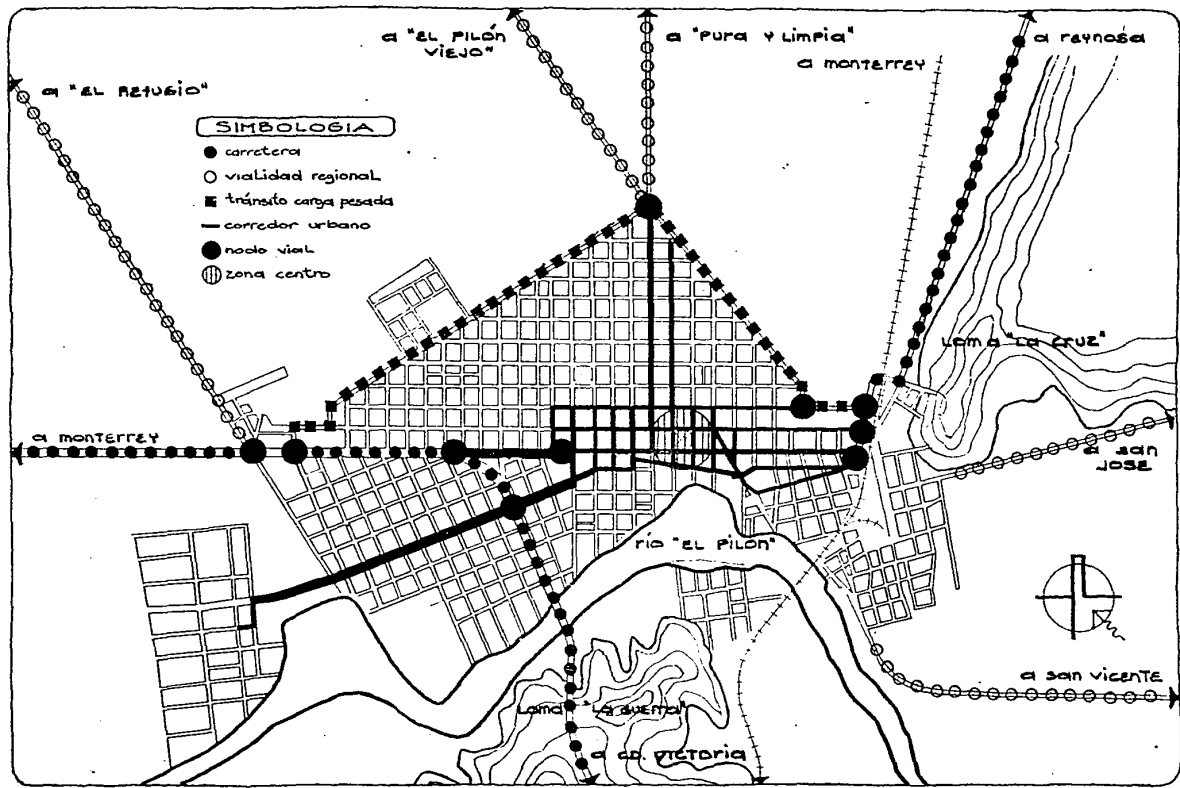 a "EL PILÓN
VIEJO"
a "PURA Y LIMPIA"
a reynosa
a monterrey
a "EL REFUGIO"
SIMBOLOGIA
carretera
vialidad regional
tránsito carga pesada
corredor urbano
nodo vial
zona centro
Loma "La CRUZ"
a monterrey
a san
JOSE
río "EL PILON"
a san vicente
Loma "La
a CD. VICTORIA